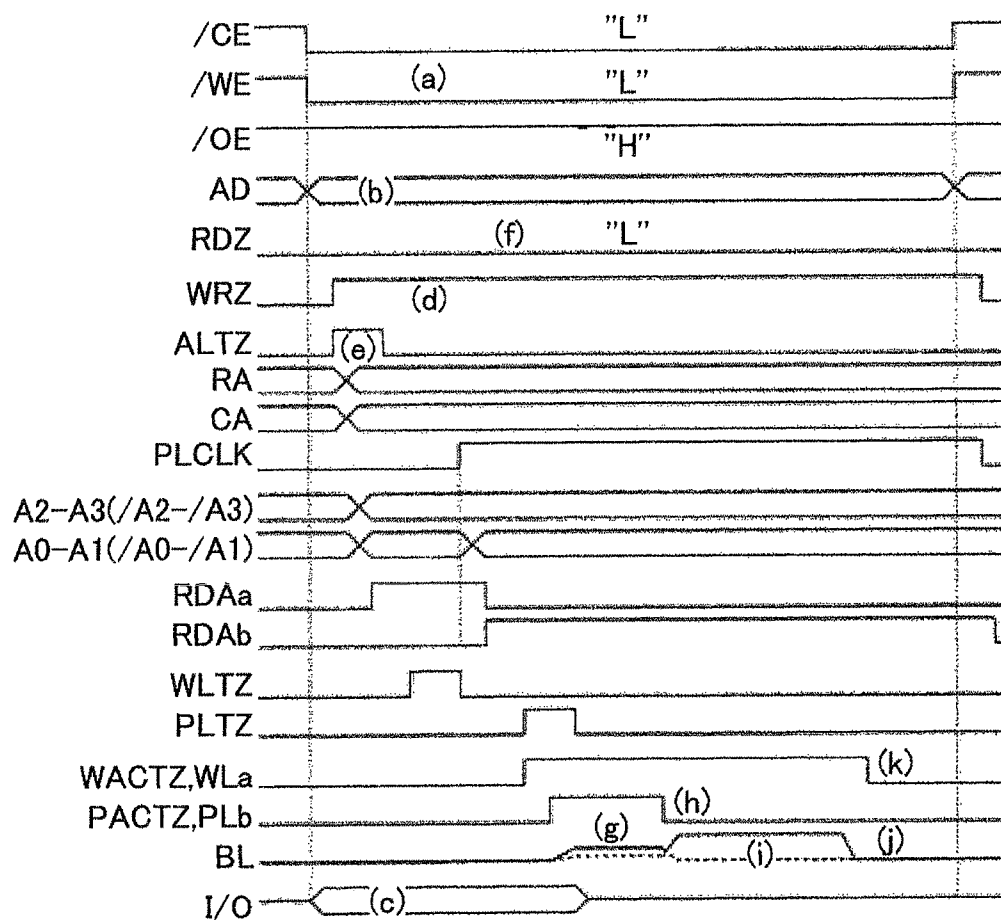 /CE "L"
/WE (a) "L"
/OE "H"
AD (b)
RDZ (f) "L"
WRZ (d)
ALTZ (e)
RA
CA
PLCLK
A2-A3(/A2-/A3)
A0-A1(/A0-/A1)
RDAa
RDAb
WLTZ
PLTZ
WACTZ,WLa (k)
PACTZ,PLb (g) (h)
BL (i) (j)
I/O (c)